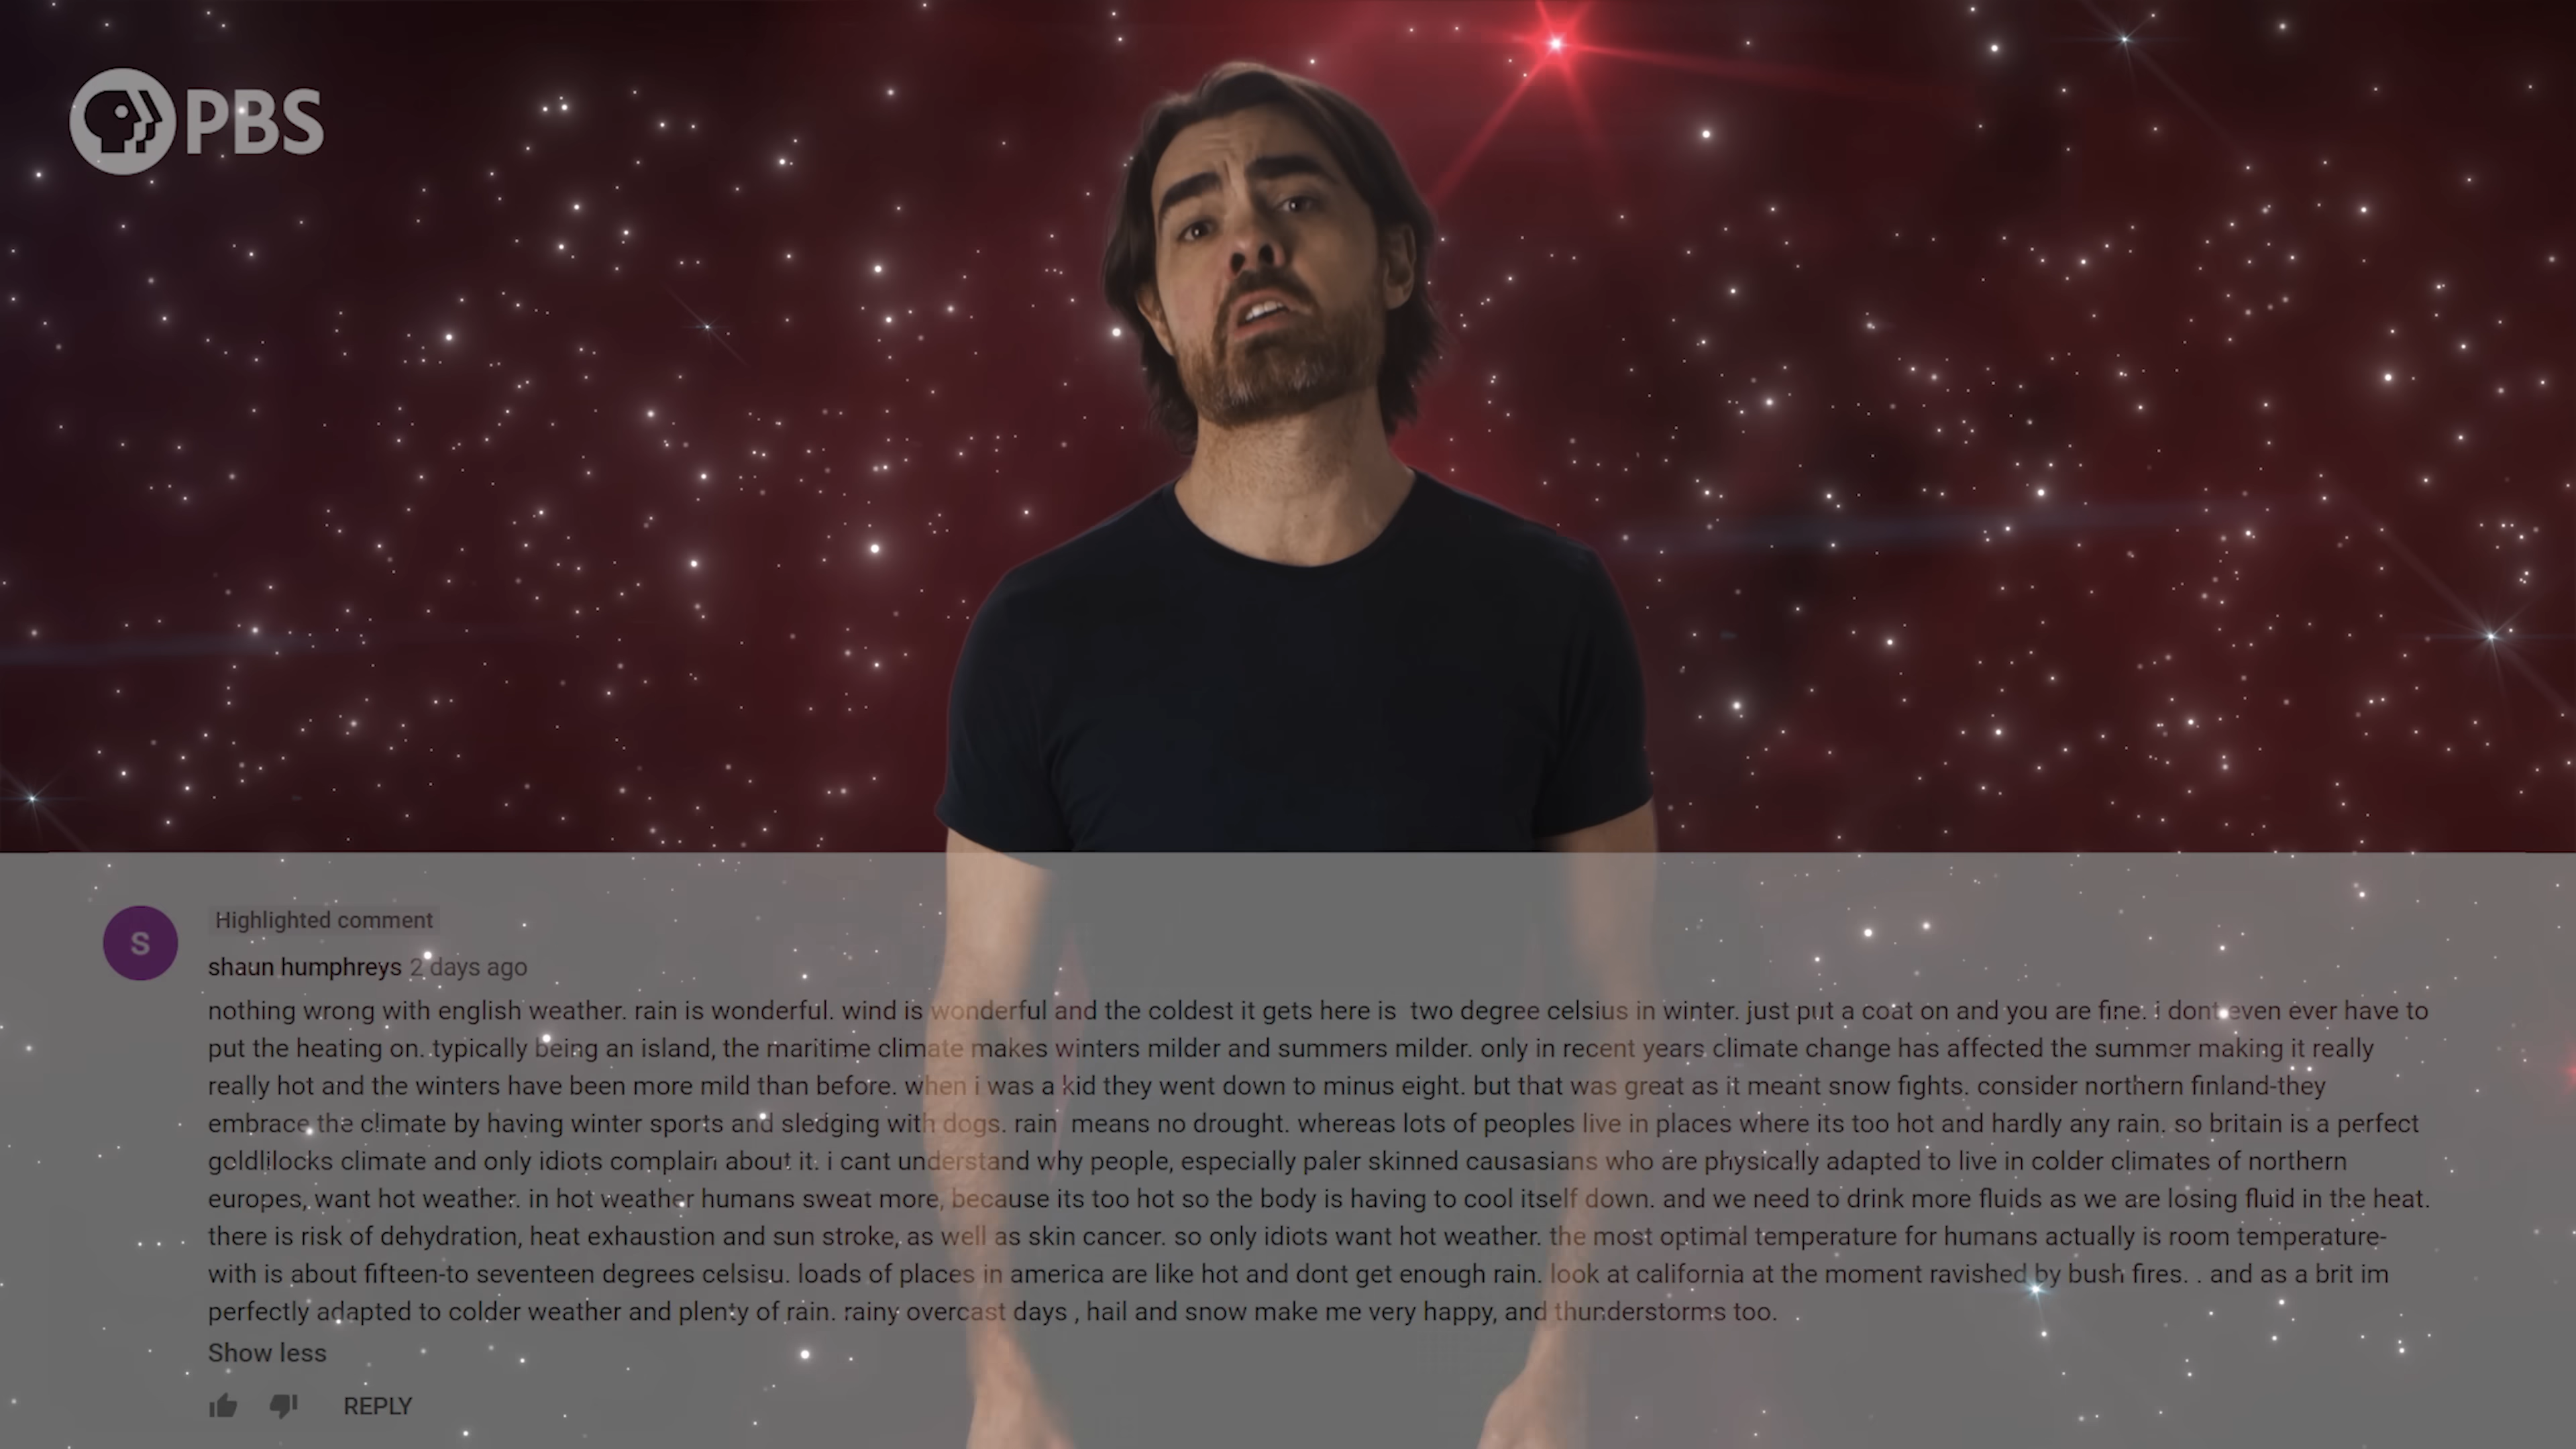 PBS
S
Highlighted comment
shaun humphreys 2 days ago
nothing wrong with english weather. rain is wonderful. wind is wonderful and the coldest it gets here is two degree celsius in winter. just put a coat on and you are fine. i dont even ever have to
put the heating on. typically being an island, the maritime climate makes winters milder and summers milder. only in recent years climate change has affected the summer making it really
really hot and the winters have been more mild than before. when i was a kid they went down to minus eight. but that was great as it meant snow fights. consider northern finland-they
embrace the climate by having winter sports and sledging with dogs. rain means no drought. whereas lots of peoples live in places where its too hot and hardly any rain. so britain is a perfect
goldlilocks climate and only idiots complain about it. i cant understand why people, especially paler skinned causasians who are physically adapted to live in colder climates of northern
europes, want hot weather. in hot weather humans sweat more, because its too hot so the body is having to cool itself down. and we need to drink more fluids as we are losing fluid in the heat.
there is risk of dehydration, heat exhaustion and sun stroke, as well as skin cancer. so only idiots want hot weather. the most optimal temperature for humans actually is room temperature-
with is about fifteen-to seventeen degrees celsisu. loads of places in america are like hot and dont get enough rain. look at california at the moment ravished by bush fires. . and as a brit im
perfectly adapted to colder weather and plenty of rain. rainy overcast days , hail and snow make me very happy, and thunderstorms too.
Show less
REPLY